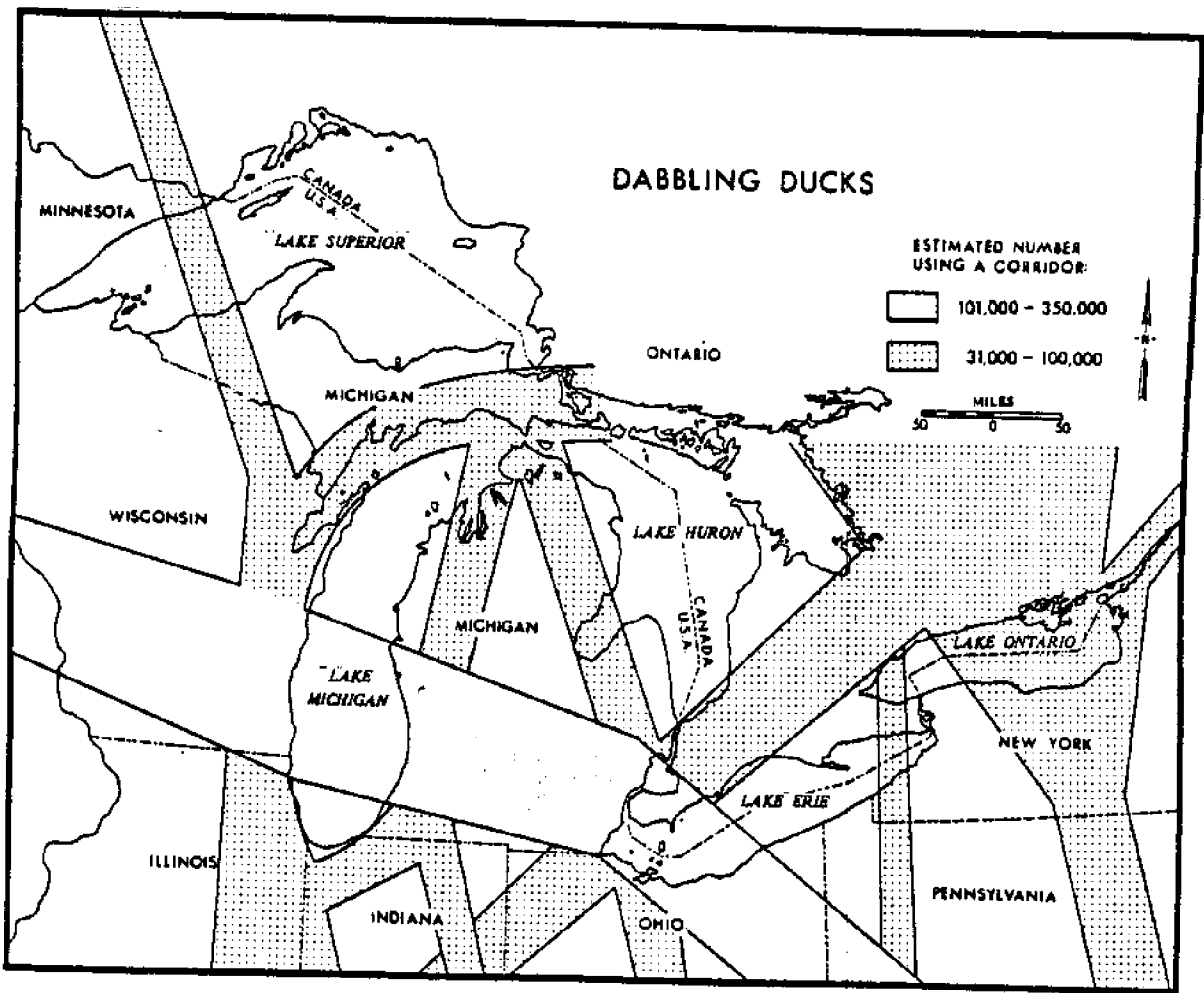 DABBLING DUCKS
CANADA
U.S.A.
MINNESOTA
LAKE SUPERIOR
ESTIMATED NUMBER
USING A CORRIDOR:
101,000 - 350,000
31,000 - 100,000
N
MILES
50 0 50
ONTARIO
MICHIGAN
WISCONSIN
LAKE HURON
CANADA
U.S.A.
MICHIGAN
LAKE ONTARIO
LAKE
MICHIGAN
NEW YORK
LAKE ERIE
ILLINOIS
PENNSYLVANIA
INDIANA
OHIO